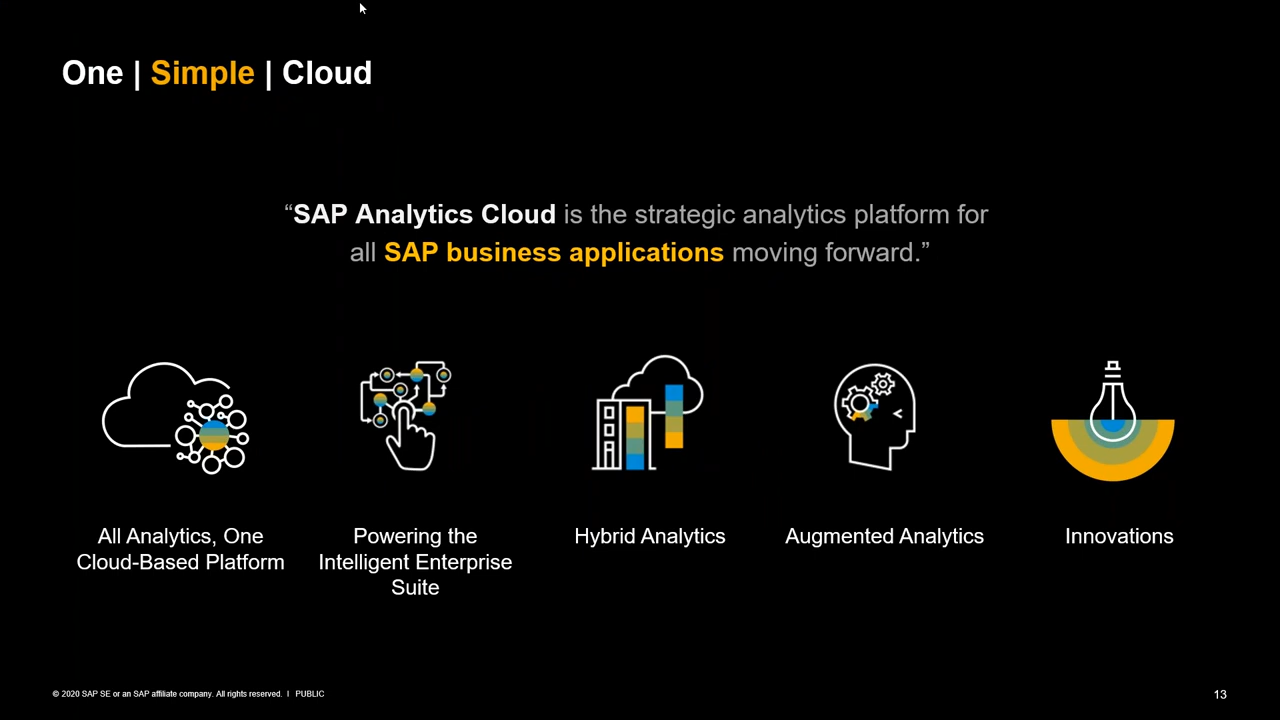 One | Simple | Cloud
“SAP Analytics Cloud is the strategic analytics platform for
all SAP business applications moving forward.”
All Analytics, One
Cloud-Based Platform
Powering the
Intelligent Enterprise
Suite
Hybrid Analytics
Augmented Analytics
Innovations
© 2020 SAP SE or an SAP affiliate company. All rights reserved. I PUBLIC
13